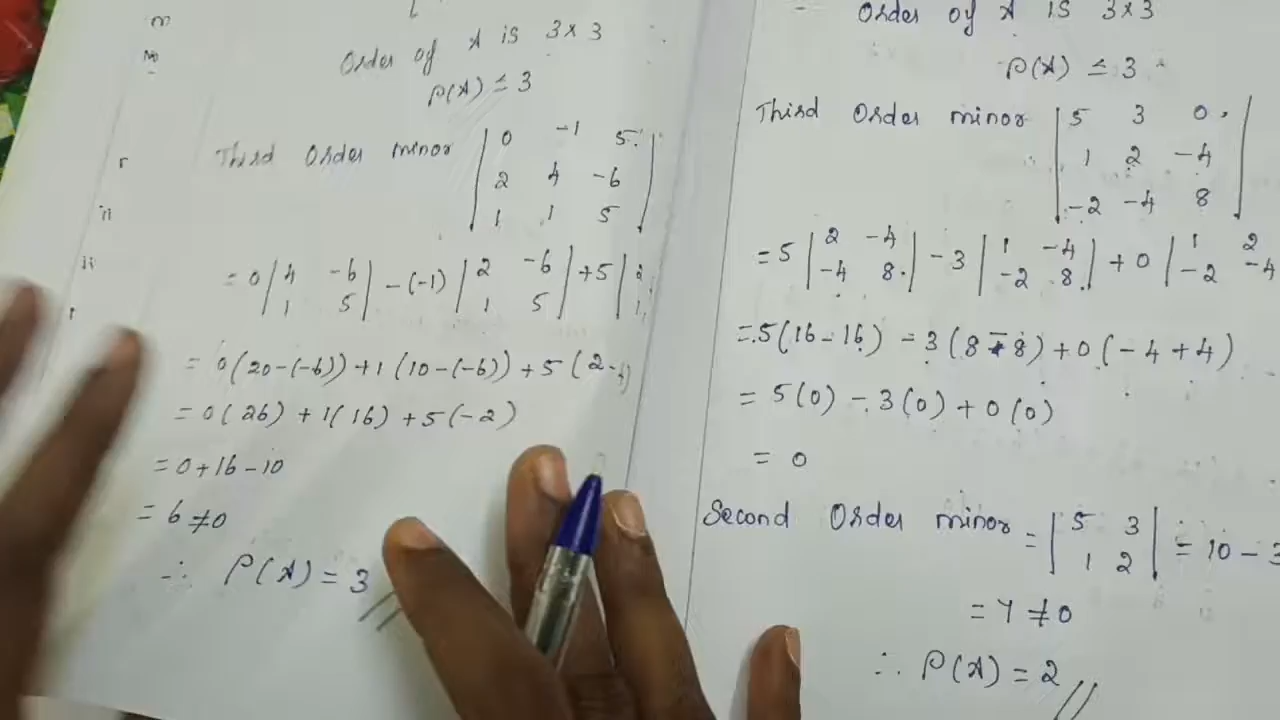 Order of A is 3×3
ρ(A) ≤ 3
Third Order minor | 0 -1 5 |
| 2 4 -6 |
| 1 1 5 |
= 0 | 4 -6 | - (-1) | 2 -6 | + 5 | 2
| 1 5 | | 1 5 | | 1
= 0(20-(-6)) + 1(10-(-6)) + 5(2-4)
= 0(26) + 1(16) + 5(-2)
= 0+16-10
= 6 ≠ 0
∴ ρ(A) = 3
Order of A is 3×3
ρ(A) ≤ 3
Third Order minor | 5 3 0 |
| 1 2 -4 |
| -2 -4 8 |
= 5 | 2 -4 | - 3 | 1 -4 | + 0 | 1 2
| -4 8 | | -2 8 | | -2 -4
= 5(16-16) - 3(8-8) + 0(-4+4)
= 5(0) - 3(0) + 0(0)
= 0
Second Order minor = | 5 3 | = 10 - 3
| 1 2 |
= 7 ≠ 0
∴ ρ(A) = 2